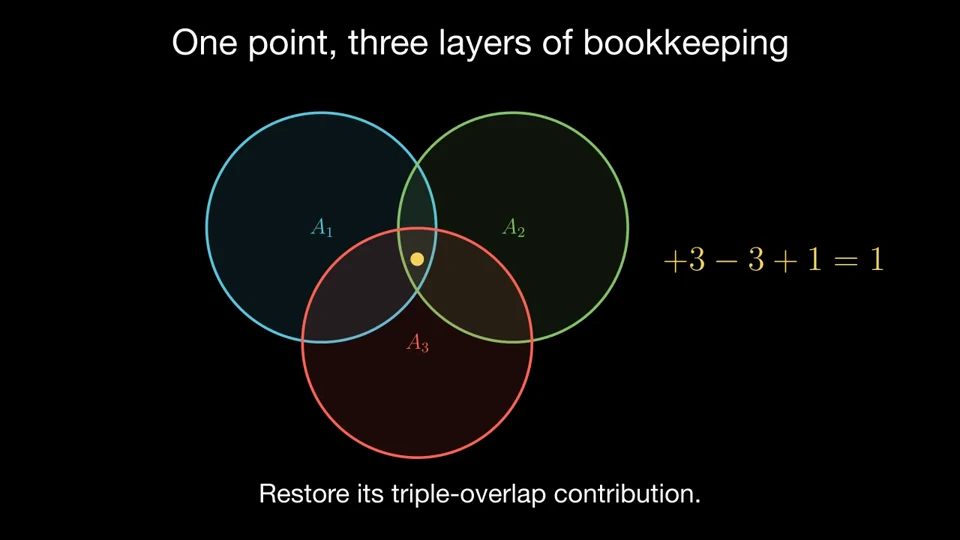 One point, three layers of bookkeeping
A₁
A₂
+3 − 3 + 1 = 1
A₃
Restore its triple-overlap contribution.